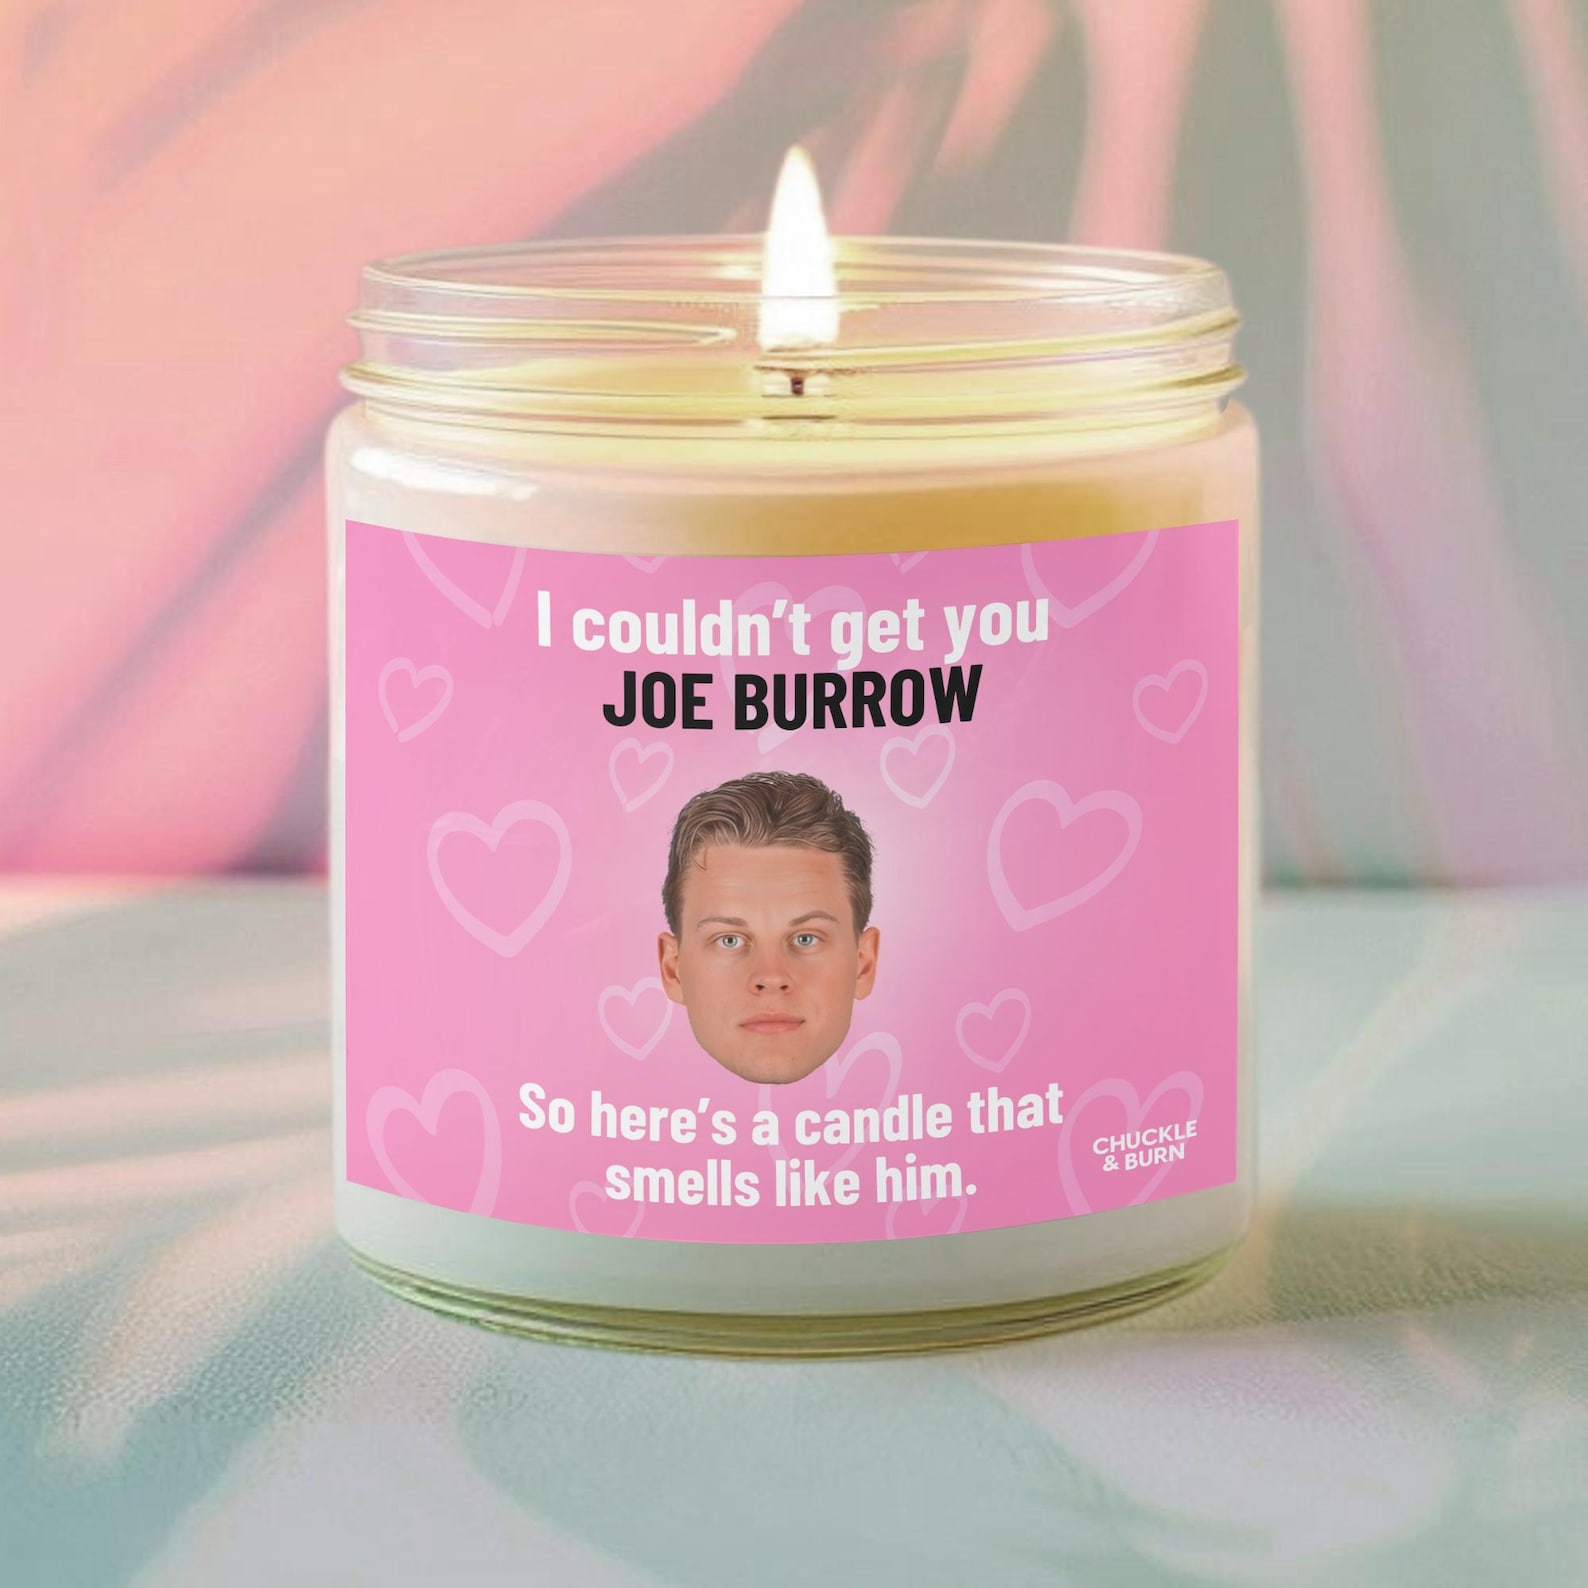 I couldn’t get you
JOE BURROW
So here’s a candle that
smells like him.
CHUCKLE
& BURN